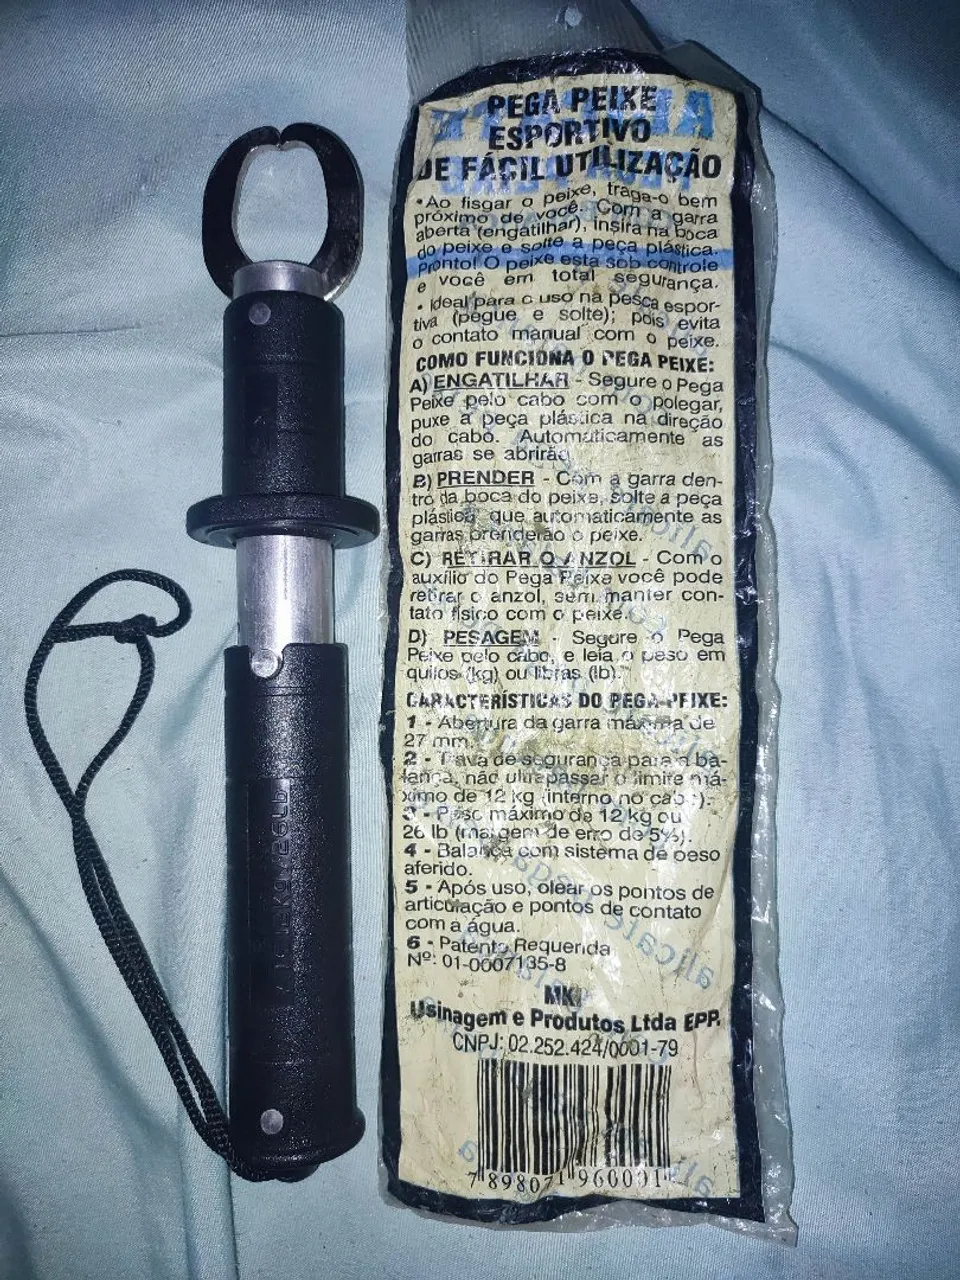 PEGA PEIXE
ESPORTIVO
DE FÁCIL UTILIZAÇÃO
•Ao fisgar o peixe, traga-o bem
próximo de você. Com a garra
aberta (engatilhar), insira na boca
do peixe e solte a peça plástica.
Pronto! O peixe está sob controle
e você em total segurança.
• Ideal para o uso na pesca espor-
tiva (pegue e solte); pois evita
o contato manual com o peixe.
COMO FUNCIONA O PEGA PEIXE:
A) ENGATILHAR - Segure o Pega
Peixe pelo cabo com o polegar,
puxe a peça plástica na direção
do cabo. Automaticamente as
garras se abrirão.
B) PRENDER - Com a garra den-
tro da boca do peixe, solte a peça
plástica que automaticamente as
garras prenderão o peixe.
C) RETIRAR O ANZOL - Com o
auxílio do Pega Peixe você pode
retirar o anzol, sem manter con-
tato físico com o peixe.
D) PESAGEM - Segure o Pega
Peixe pelo cabo, e leia o peso em
quilos (kg) ou libras (lb).
CARACTERÍSTICAS DO PEGA-PEIXE:
1 - Abertura da garra máxima de
27 mm.
2 - Trava de segurança para a ba-
lança, não ultrapassar o limite má-
ximo de 12 kg (interno no cabo).
3 - Peso máximo de 12 kg ou
26 lb (margem de erro de 5%).
4 - Balança com sistema de peso
aferido.
5 - Após uso, olear os pontos de
articulação e pontos de contato
com a água.
6 - Patente Requerida
Nº: 01-0007135-8
Usinagem e Produtos Ltda EPP.
CNPJ: 02.252.424/0001-79
7 898071 960001
26Lb